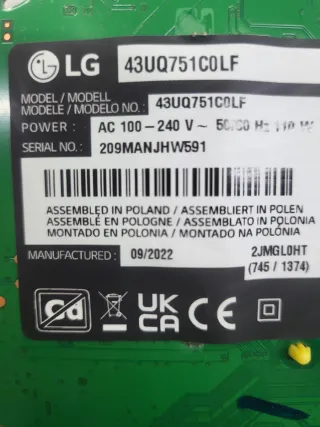 LG 43UQ751C0LF
MODEL / MODELL
MODELE / MODELO NO.: 43UQ751C0LF
POWER : AC 100-240 V ~ 50/60 Hz 110 W
SERIAL NO.: 209MANJHW591
ASSEMBLED IN POLAND / ASSEMBLIERT IN POLEN
ASSEMBLÉ EN POLOGNE / ASSEMBLATO IN POLONIA
MONTADO EN POLONIA / MONTADO NA POLÓNIA
MANUFACTURED : 09/2022 2JMGL0HT
(745 / 1374)
Cd UK CA CE